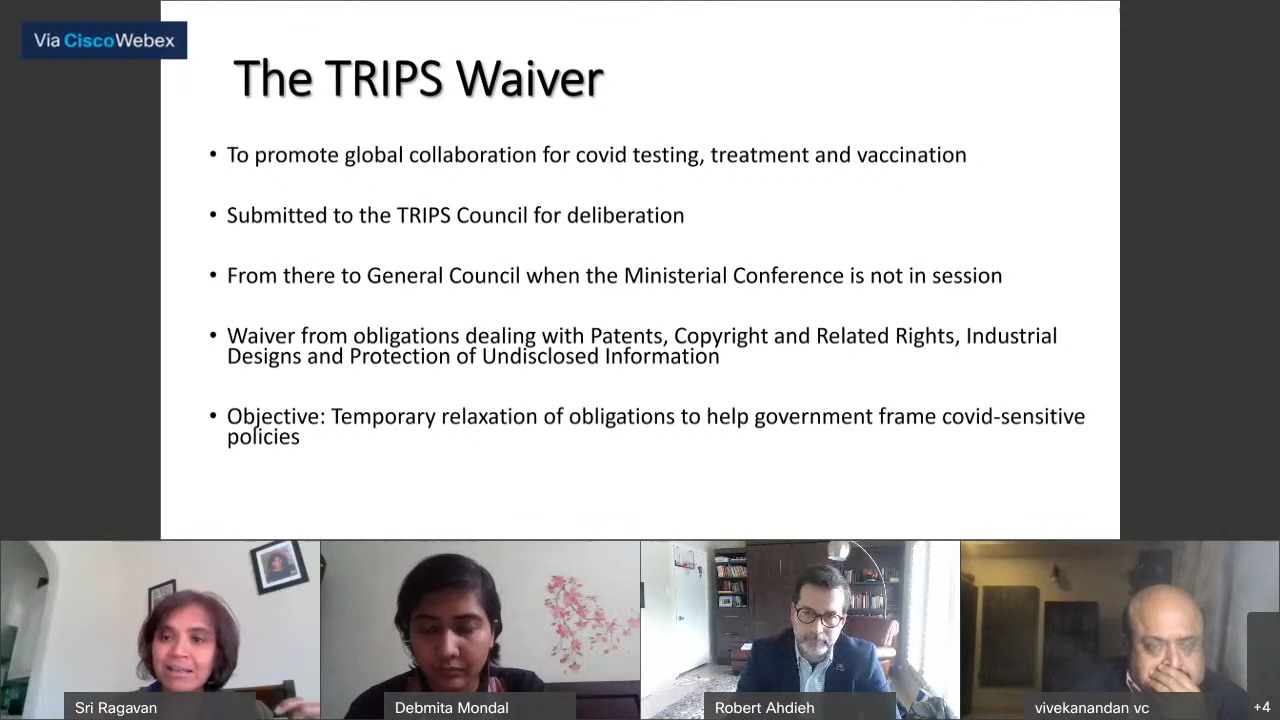 Via Cisco Webex
The TRIPS Waiver
• To promote global collaboration for covid testing, treatment and vaccination
• Submitted to the TRIPS Council for deliberation
• From there to General Council when the Ministerial Conference is not in session
• Waiver from obligations dealing with Patents, Copyright and Related Rights, Industrial
Designs and Protection of Undisclosed Information
• Objective: Temporary relaxation of obligations to help government frame covid-sensitive
policies
Sri Ragavan
Debmita Mondal
Robert Ahdieh
vivekanandan vc
+4